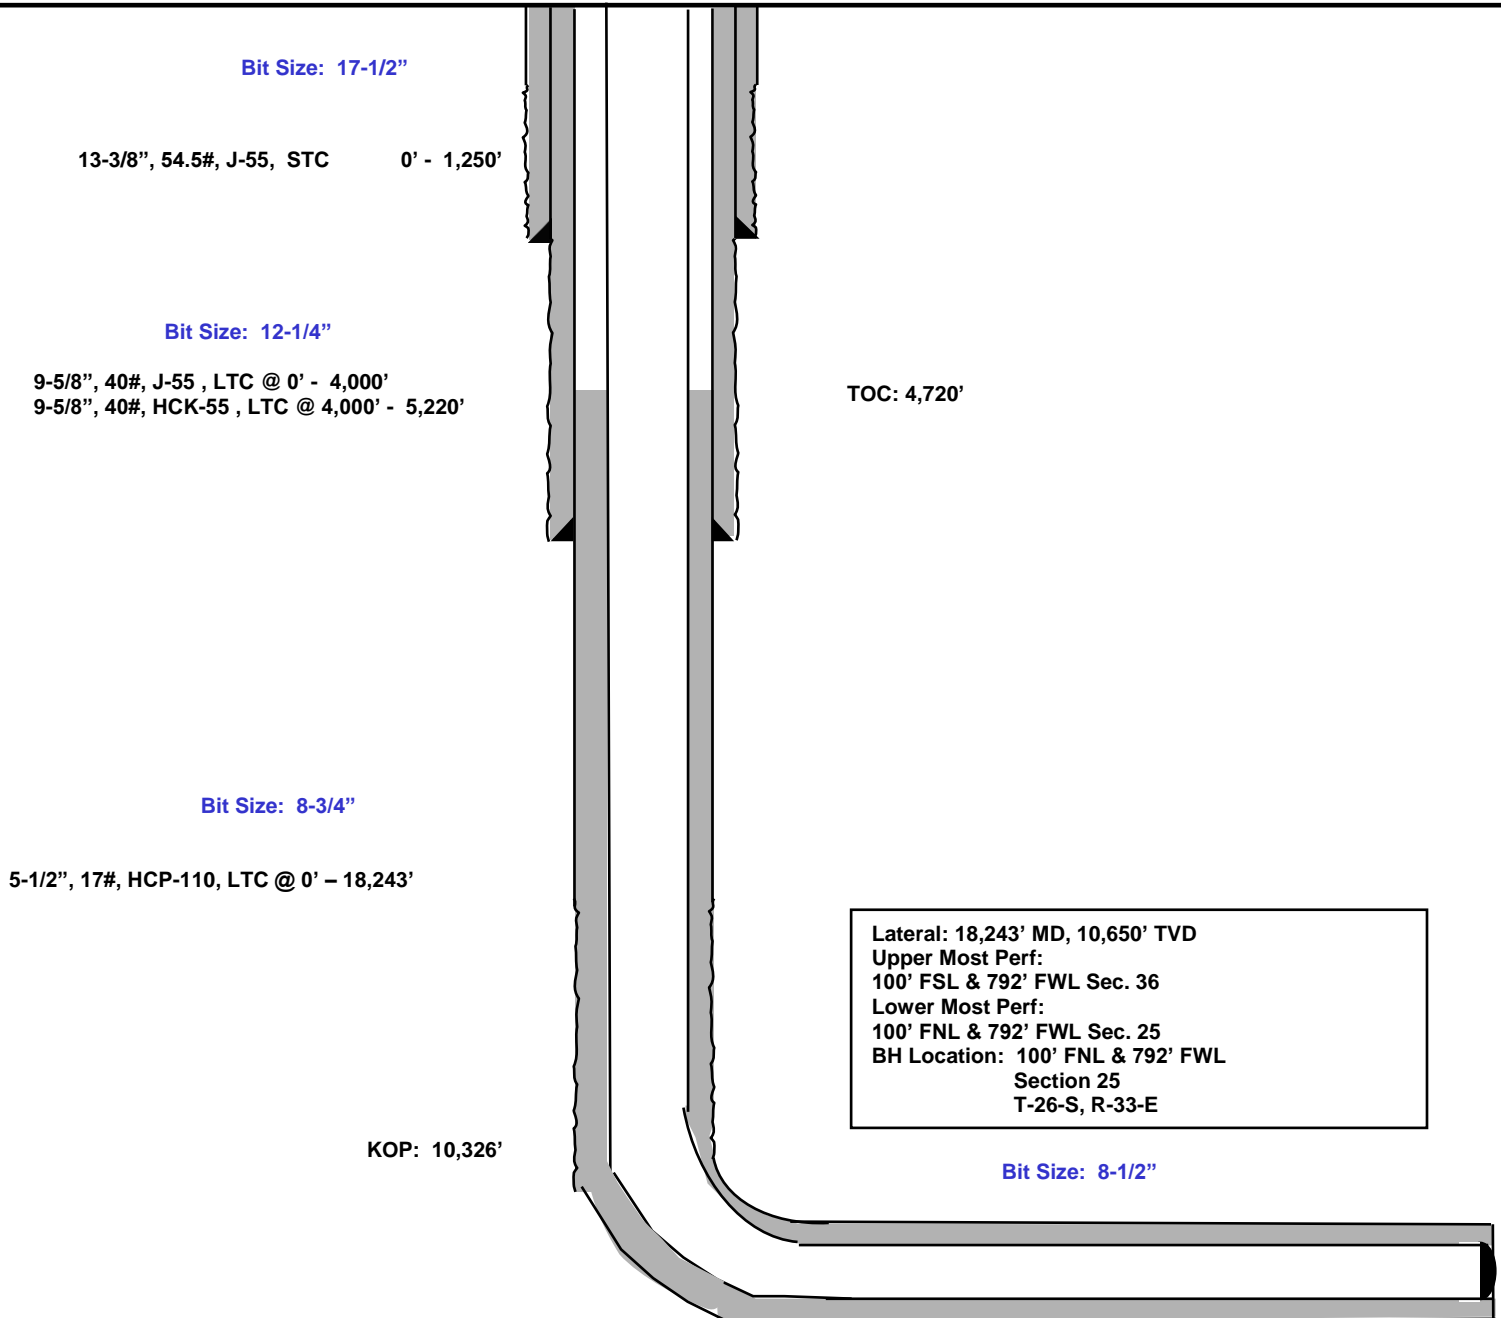 Bit Size: 17-1/2”
13-3/8”, 54.5#, J-55, STC 0’ - 1,250’
Bit Size: 12-1/4”
9-5/8”, 40#, J-55 , LTC @ 0’ - 4,000’
9-5/8”, 40#, HCK-55 , LTC @ 4,000’ - 5,220’
TOC: 4,720’
Bit Size: 8-3/4”
5-1/2”, 17#, HCP-110, LTC @ 0’ – 18,243’
Lateral: 18,243’ MD, 10,650’ TVD
Upper Most Perf:
100’ FSL & 792’ FWL Sec. 36
Lower Most Perf:
100’ FNL & 792’ FWL Sec. 25
BH Location: 100’ FNL & 792’ FWL
Section 25
T-26-S, R-33-E
KOP: 10,326’
Bit Size: 8-1/2”